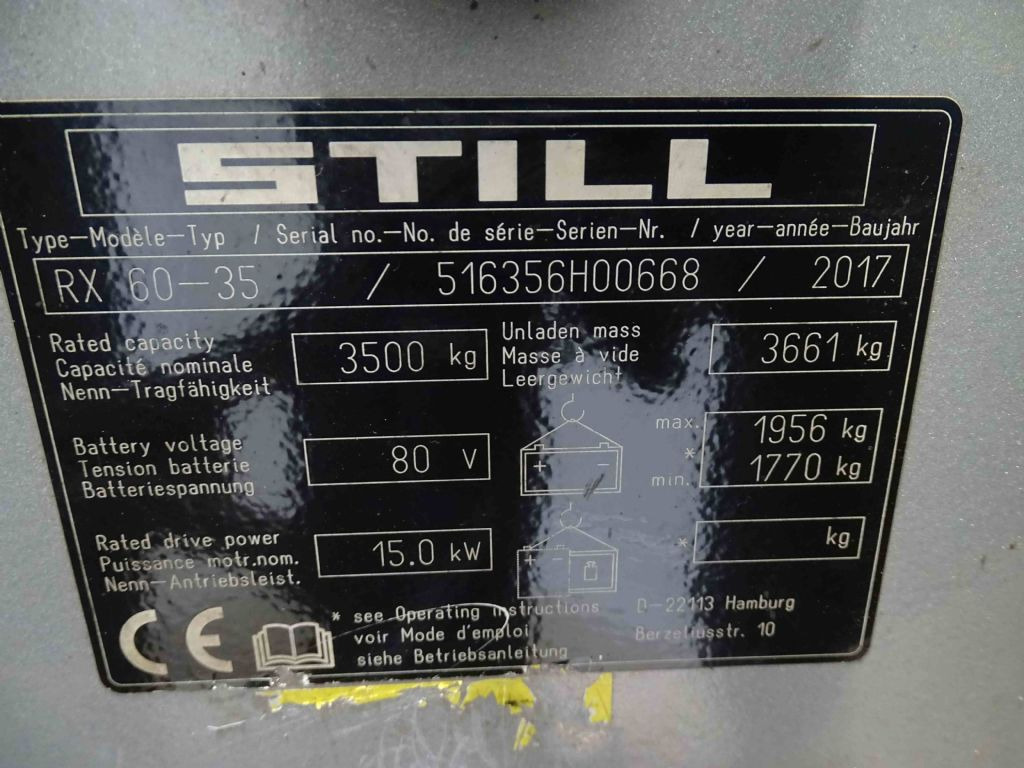 STILL
Type-Modèle-Typ / Serial no.-No. de série-Serien-Nr. / year-année-Baujahr
RX 60-35 / 516356H00668 / 2017
Rated capacity
Capacité nominale
Nenn-Tragfähigkeit
3500 kg
Unladen mass
Masse à vide
Leergewicht
3661 kg
Battery voltage
Tension batterie
Batteriespannung
80 V
+ -
max. 1956 kg
*
min. 1770 kg
Rated drive power
Puissance motr.nom.
Nenn-Antriebsleist.
15.0 kW
+ -
* kg
CE
* see Operating instructions
voir Mode d'emploi
siehe Betriebsanleitung
D-22113 Hamburg
Berzeliusstr. 10